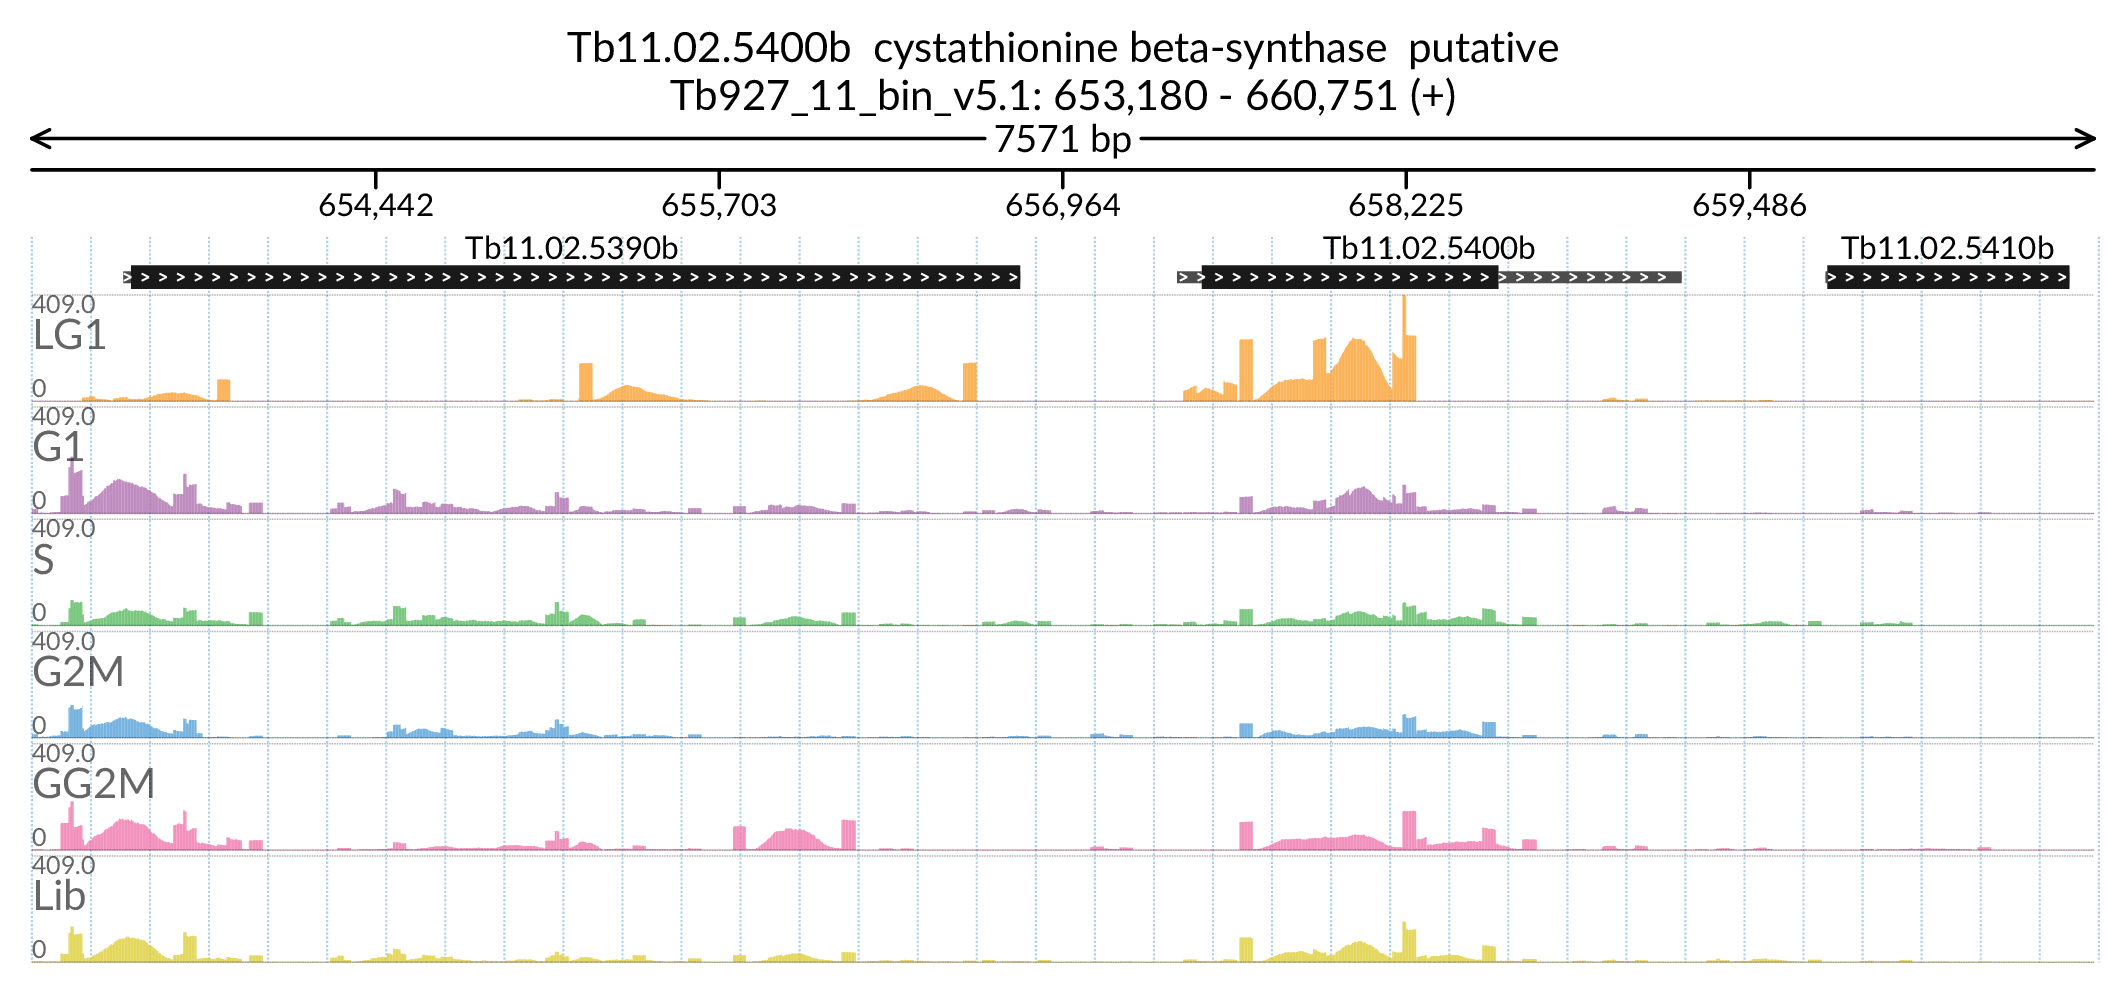 Tb11.02.5400b cystathionine beta-synthase putative
Tb927_11_bin_v5.1: 653,180 - 660,751 (+)
7571 bp
654,442 655,703 656,964 658,225 659,486
Tb11.02.5390b Tb11.02.5400b Tb11.02.5410b
409.0
LG1
0
409.0
G1
0
409.0
S
0
409.0
G2M
0
409.0
GG2M
0
409.0
Lib
0